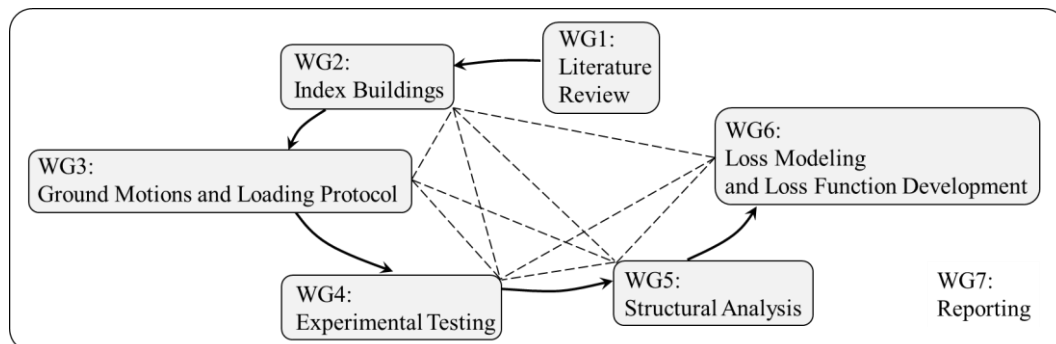 WG1:
Literature
Review
WG2:
Index Buildings
WG3:
Ground Motions and Loading Protocol
WG4:
Experimental Testing
WG5:
Structural Analysis
WG6:
Loss Modeling
and Loss Function Development
WG7:
Reporting